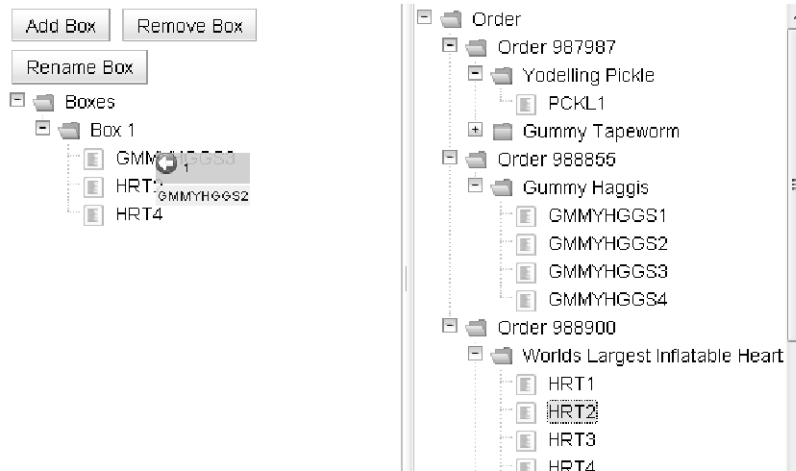 Add Box
Remove Box
Rename Box
Boxes
Box 1
GMMYHGGS3
1
GMMYHGGS2
HRT2
HRT4
Order
Order 987987
Yodelling Pickle
PCKL1
Gummy Tapeworm
Order 988855
Gummy Haggis
GMMYHGGS1
GMMYHGGS2
GMMYHGGS3
GMMYHGGS4
Order 988900
Worlds Largest Inflatable Heart
HRT1
HRT2
HRT3
HRT4